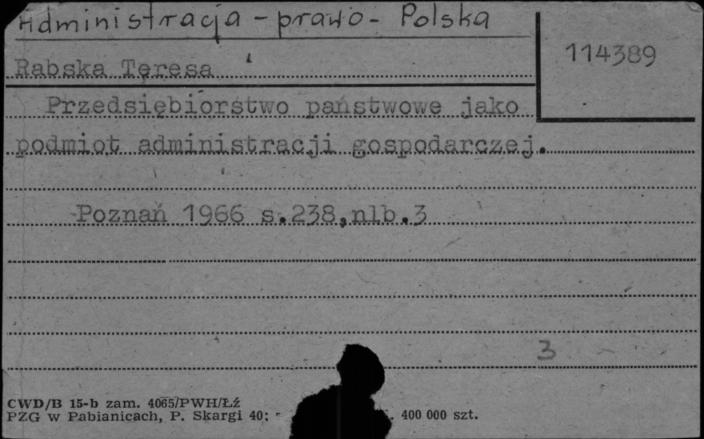 Administracja - prawo - Polska
114389
Rabska Teresa
Przedsiębiorstwo państwowe jako
podmiot administracji gospodarczej.
Poznań 1966 s.238,nlb.3
3
CWD/B 15-b zam. 4065/PWH/Łź
PZG w Pabianicach, P. Skargi 40; 400 000 szt.